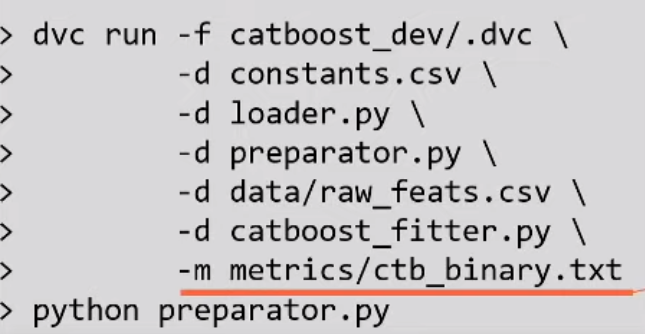 > dvc run -f catboost_dev/.dvc \
> -d constants.csv \
> -d loader.py \
> -d preparator.py \
> -d data/raw_feats.csv \
> -d catboost_fitter.py \
> -m metrics/ctb_binary.txt
> python preparator.py